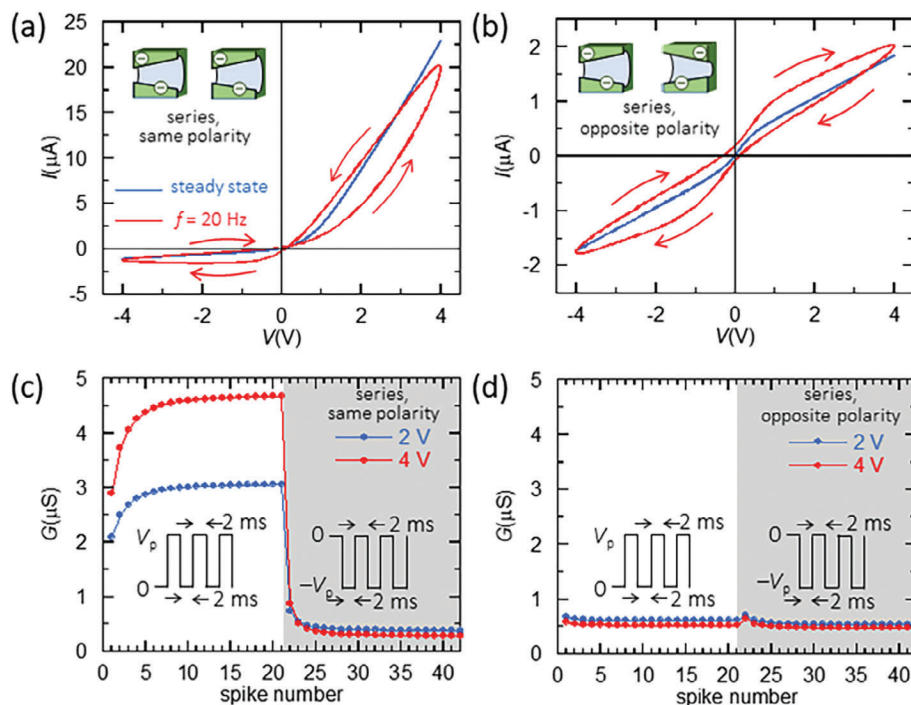 (a)
25
20
15
10
5
0
-5
I(µA)
series,
same polarity
steady state
f = 20 Hz
-4 -2 0 2 4
V(V)
(b)
2
1
0
-1
-2
I(µA)
series,
opposite polarity
-4 -2 0 2 4
V(V)
(c)
5
4
3
2
1
0
G(µS)
series,
same polarity
2 V
4 V
Vp
2 ms
0
2 ms
0
2 ms
−Vp
2 ms
0 5 10 15 20 25 30 35 40
spike number
(d)
5
4
3
2
1
0
G(µS)
series,
opposite polarity
2 V
4 V
Vp
2 ms
0
2 ms
0
2 ms
−Vp
2 ms
0 5 10 15 20 25 30 35 40
spike number